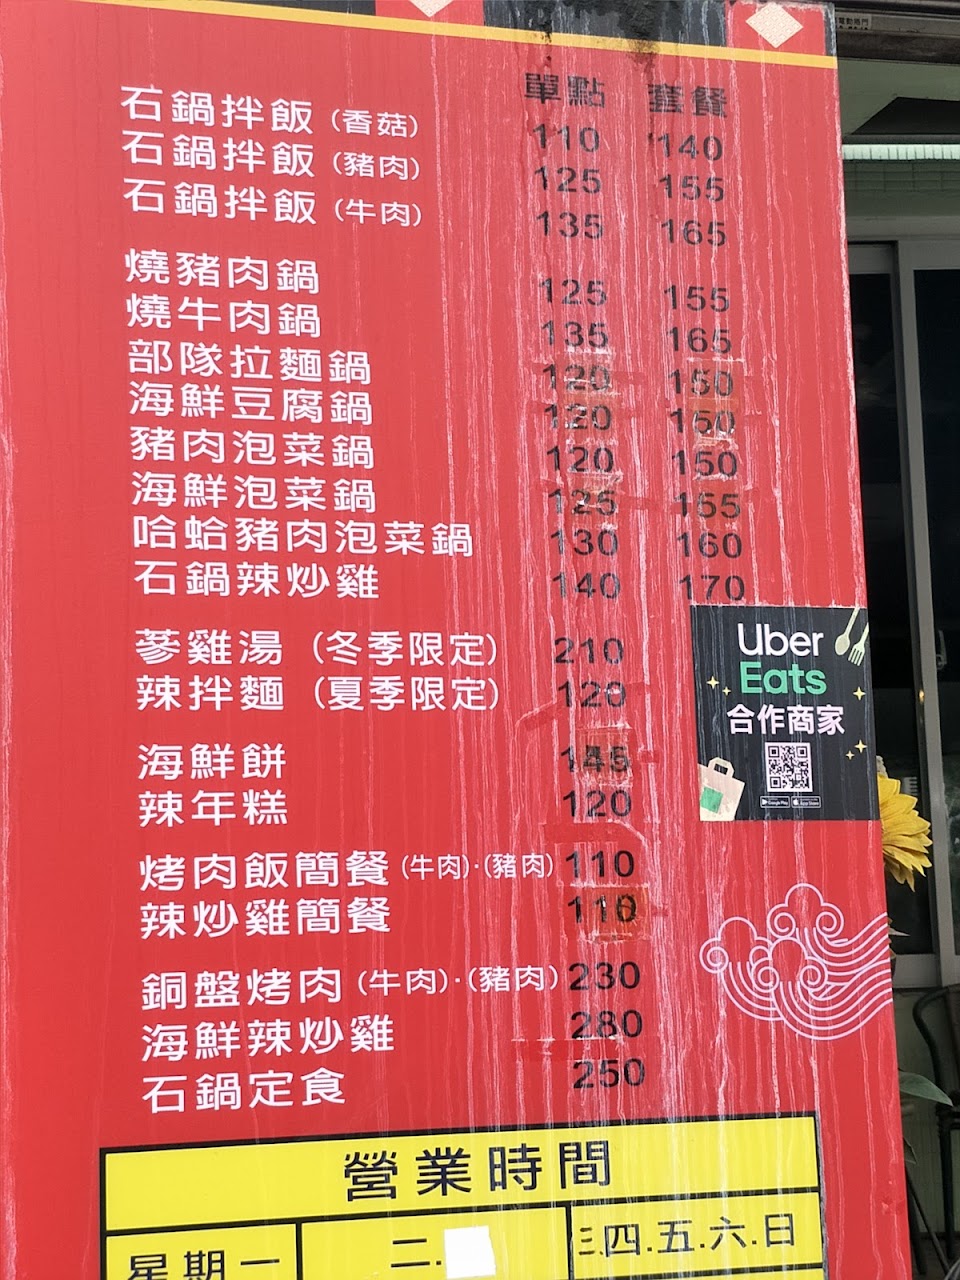 單點 套餐
石鍋拌飯(香菇) 110 140
石鍋拌飯(豬肉) 125 155
石鍋拌飯(牛肉) 135 165
燒豬肉鍋 125 155
燒牛肉鍋 135 165
部隊拉麵鍋 120 150
海鮮豆腐鍋 120 150
豬肉泡菜鍋 120 150
海鮮泡菜鍋 125 155
哈蛤豬肉泡菜鍋 130 160
石鍋辣炒雞 140 170
蔘雞湯 (冬季限定) 210
辣拌麵 (夏季限定) 120
Uber
Eats
合作商家
海鮮餅 145
辣年糕 120
烤肉飯簡餐(牛肉)·(豬肉) 110
辣炒雞簡餐 110
銅盤烤肉(牛肉)·(豬肉) 230
海鮮辣炒雞 280
石鍋定食 250
營業時間
星期一 二. 三.四.五.六.日